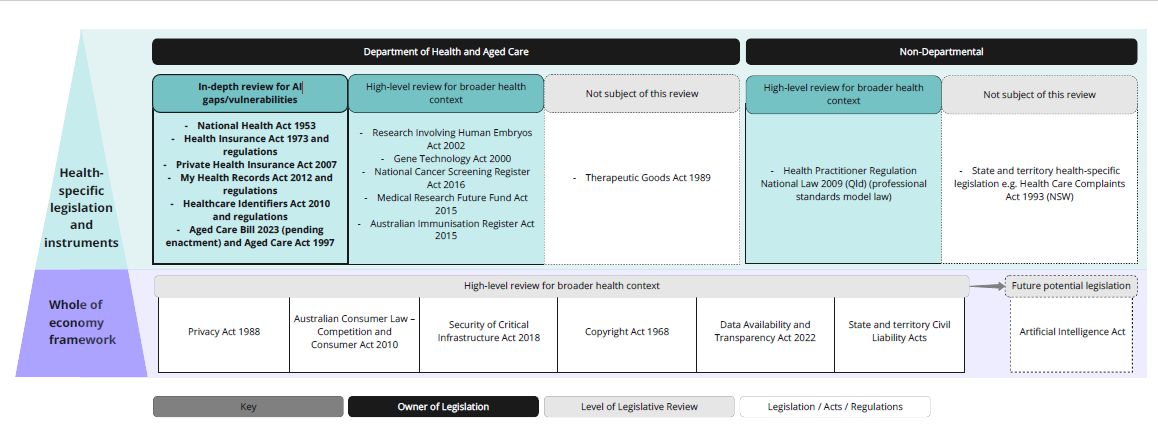 Department of Health and Aged Care
Non-Departmental
In-depth review for AI
gaps/vulnerabilities
High-level review for broader health
context
Not subject of this review
High-level review for broader health
context
Not subject of this review
- National Health Act 1953
- Health Insurance Act 1973 and
regulations
- Private Health Insurance Act 2007
- My Health Records Act 2012 and
regulations
- Healthcare Identifiers Act 2010
and regulations
- Aged Care Bill 2023 (pending
enactment) and Aged Care Act 1997
- Research Involving Human Embryos
Act 2002
- Gene Technology Act 2000
- National Cancer Screening Register
Act 2016
- Medical Research Future Fund Act
2015
- Australian Immunisation Register Act
2015
- Therapeutic Goods Act 1989
- Health Practitioner Regulation
National Law 2009 (Qld) (professional
standards model law)
- State and territory health-specific
legislation e.g. Health Care Complaints
Act 1993 (NSW)
Health-
specific
legislation
and
instruments
High-level review for broader health context
Future potential legislation
Whole of
economy
framework
Privacy Act 1988
Australian Consumer Law –
Competition and
Consumer Act 2010
Security of Critical
Infrastructure Act 2018
Copyright Act 1968
Data Availability and
Transparency Act 2022
State and territory Civil
Liability Acts
Artificial Intelligence Act
Key
Owner of Legislation
Level of Legislative Review
Legislation / Acts / Regulations